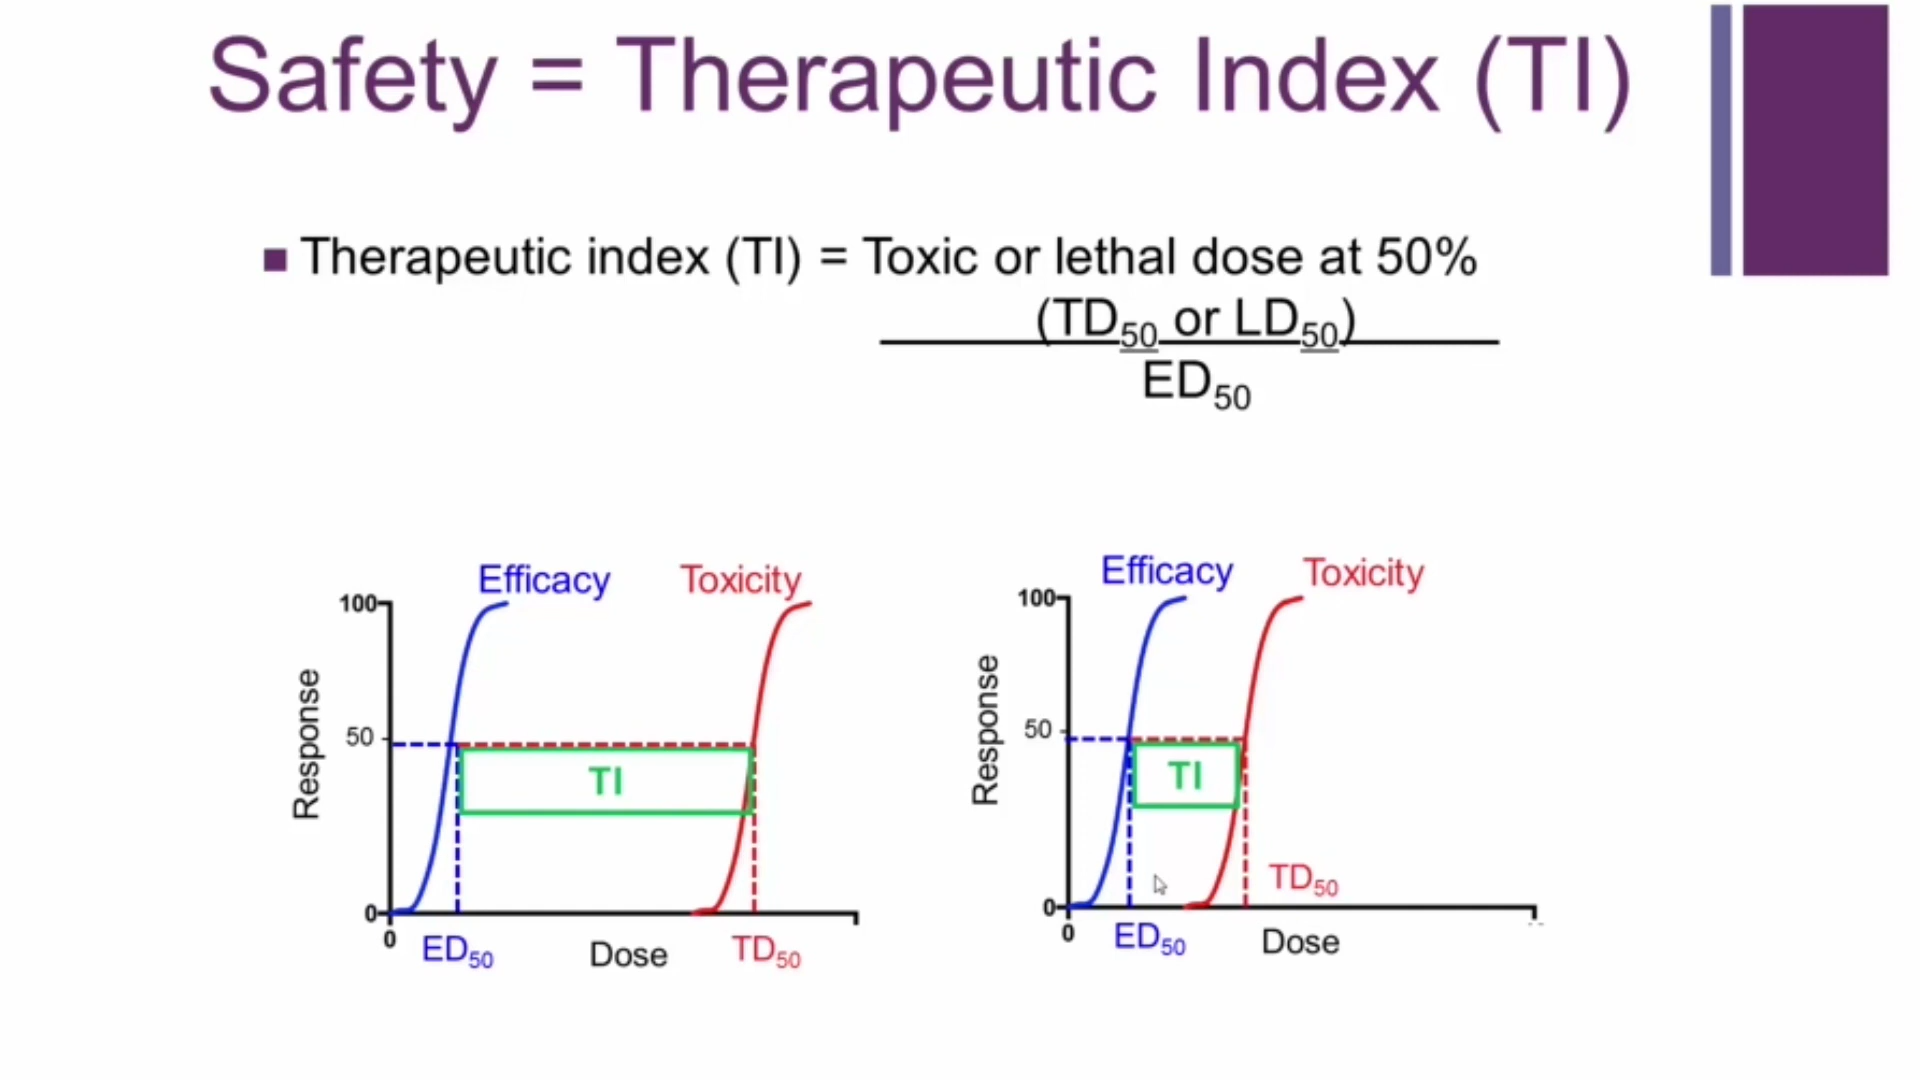 Safety = Therapeutic Index (TI)
Therapeutic index (TI) = Toxic or lethal dose at 50%
(TD50 or LD50)
ED50
Efficacy Toxicity
100
Response
50
TI
0
0
ED50 Dose TD50
Efficacy Toxicity
100
Response
50
TI
TD50
0
0
ED50 Dose